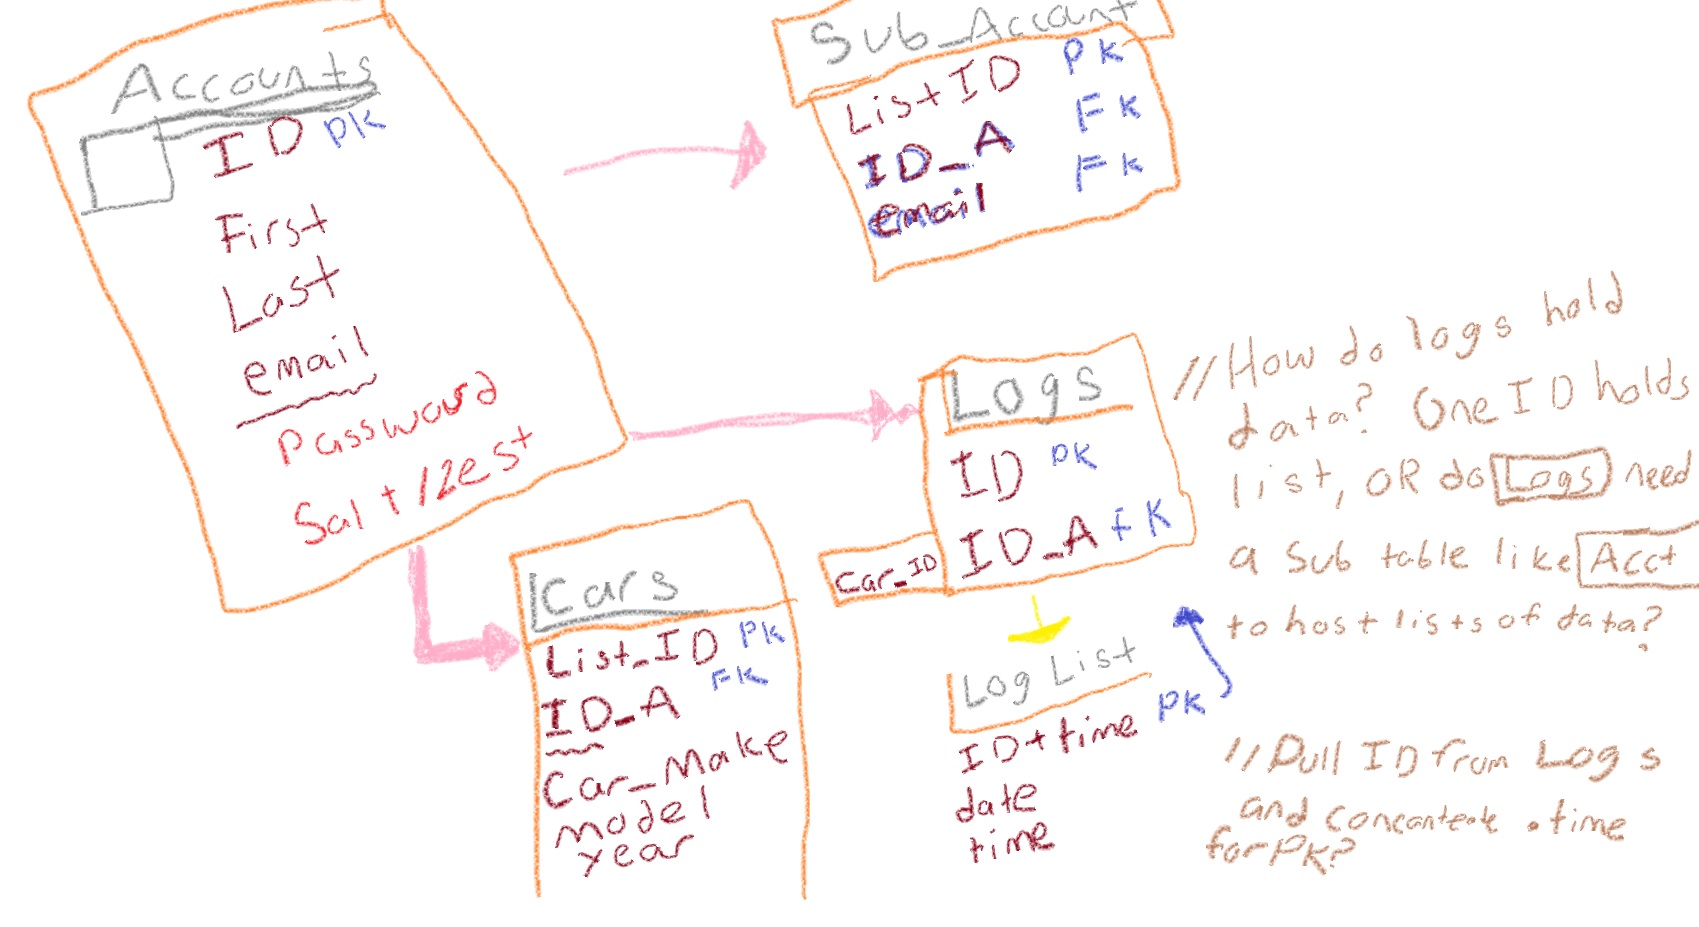 Accounts
ID PK
First
Last
email
Password
Salt/Zest
Sub_Account
ListID PK
ID_A FK
email FK
Logs
ID PK
ID_A fK
Car_ID
Cars
List_ID PK
ID_A FK
Car_Make
model
year
Log List
ID+time PK
date
time
//How do logs hold
data? One ID holds
list, OR do Logs need
a Sub table like Acct
to host lists of data?
//Pull ID from Logs
and .time
for PK?